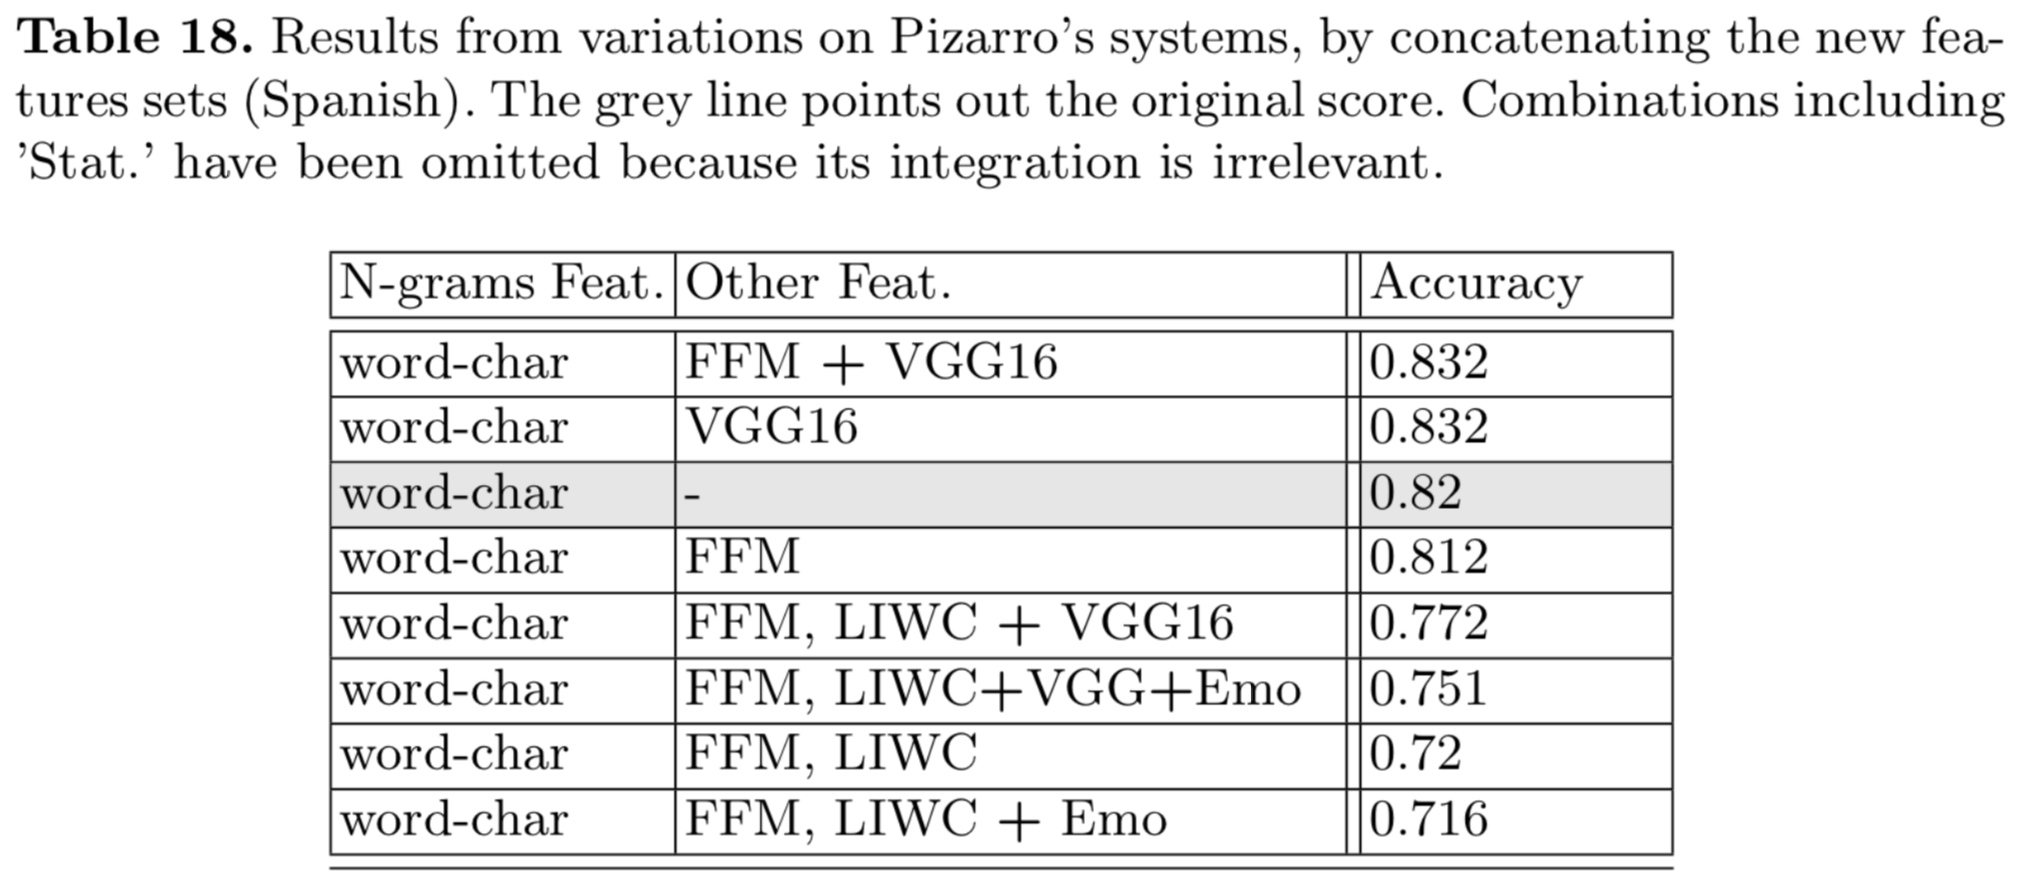 Table 18. Results from variations on Pizarro's systems, by concatenating the new fea-
tures sets (Spanish). The grey line points out the original score. Combinations including
'Stat.' have been omitted because its integration is irrelevant.
N-grams Feat. Other Feat. Accuracy
word-char FFM + VGG16 0.832
word-char VGG16 0.832
word-char - 0.82
word-char FFM 0.812
word-char FFM, LIWC + VGG16 0.772
word-char FFM, LIWC+VGG+Emo 0.751
word-char FFM, LIWC 0.72
word-char FFM, LIWC + Emo 0.716